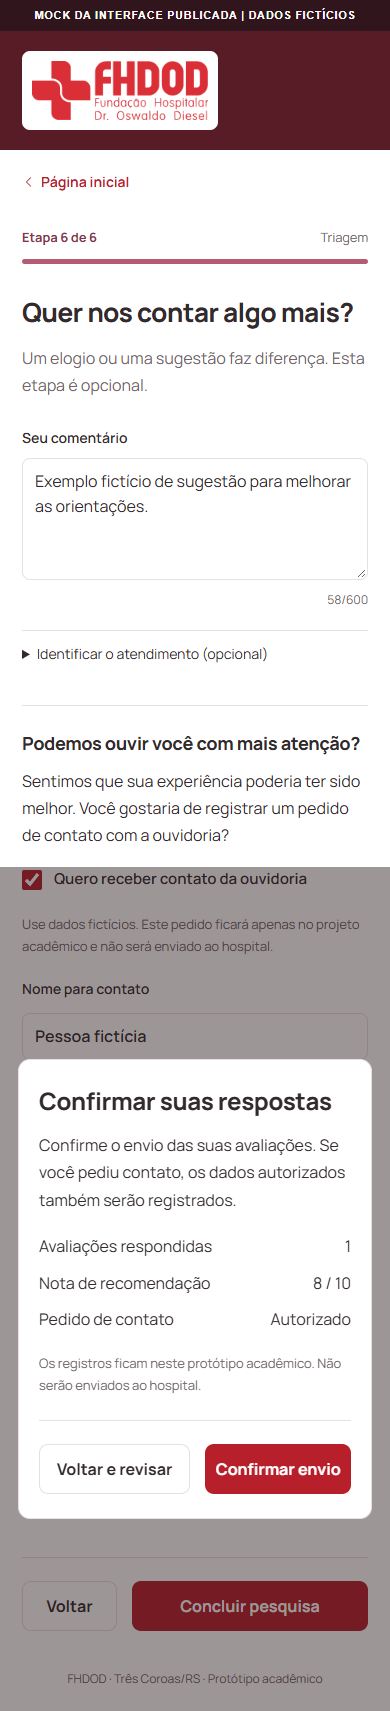 MOCK DA INTERFACE PUBLICADA | DADOS FICTÍCIOS
FHDOD
Fundação Hospitalar
Dr. Oswaldo Diesel
Página inicial
Etapa 6 de 6
Triagem
Quer nos contar algo mais?
Um elogio ou uma sugestão faz diferença. Esta
etapa é opcional.
Seu comentário
Exemplo fictício de sugestão para melhorar
as orientações.
58/600
Identificar o atendimento (opcional)
Podemos ouvir você com mais atenção?
Sentimos que sua experiência poderia ter sido
melhor. Você gostaria de registrar um pedido
de contato com a ouvidoria?
Quero receber contato da ouvidoria
Use dados fictícios. Este pedido ficará apenas no projeto
acadêmico e não será enviado ao hospital.
Nome para contato
Pessoa fictícia
Confirmar suas respostas
Confirme o envio das suas avaliações. Se
você pediu contato, os dados autorizados
também serão registrados.
Avaliações respondidas 1
Nota de recomendação 8 / 10
Pedido de contato Autorizado
Os registros ficam neste protótipo acadêmico. Não
serão enviados ao hospital.
Voltar e revisar
Confirmar envio
Voltar
Concluir pesquisa
FHDOD · Três Coroas/RS · Protótipo acadêmico